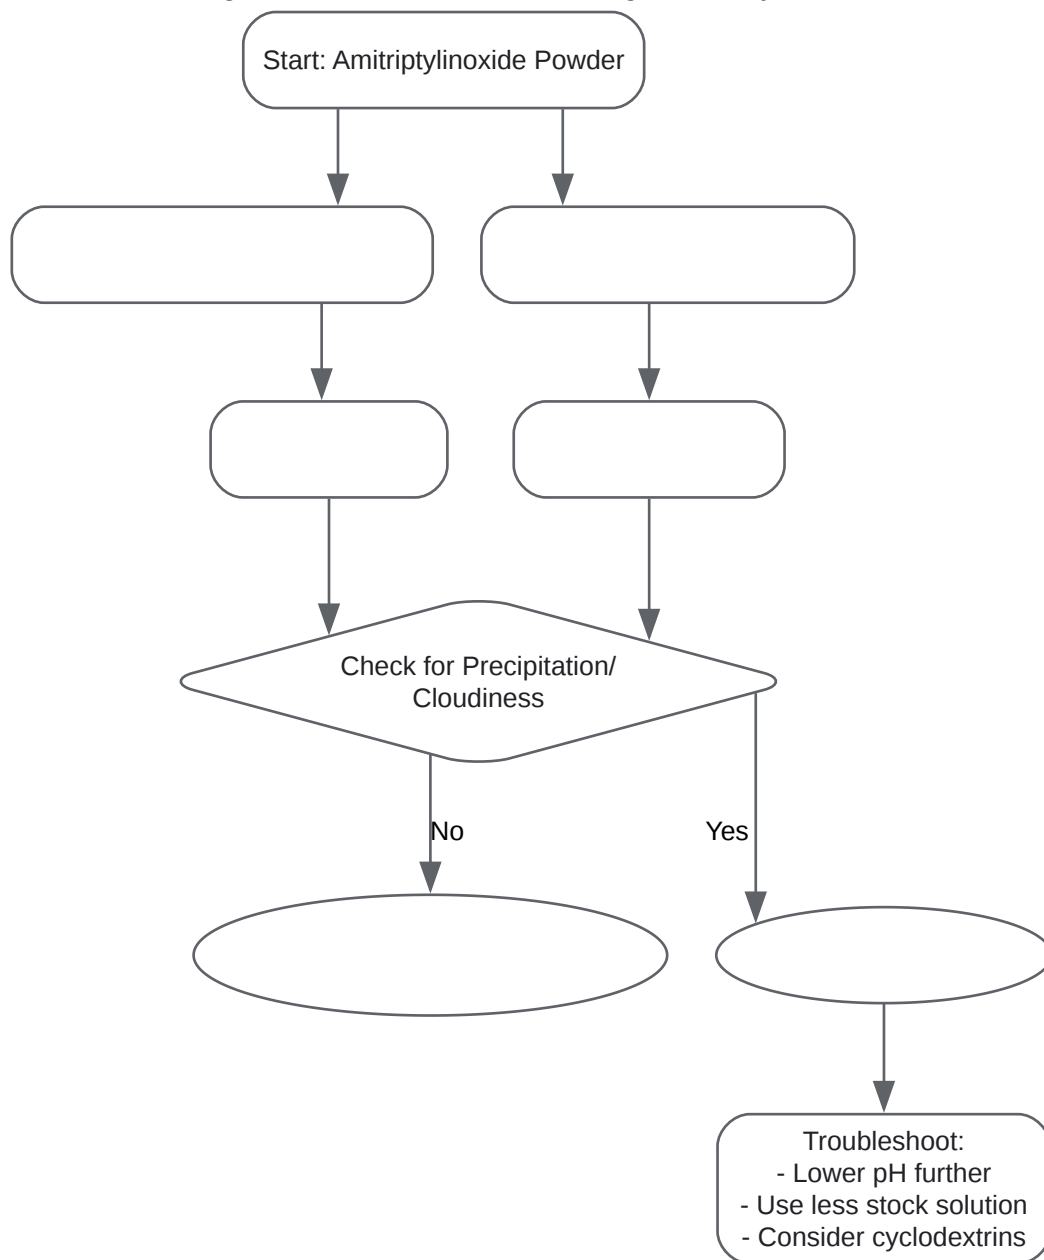 Start: Amitriptylinoxide Powder
Check for Precipitation/
Cloudiness
No
Yes
Troubleshoot:
- Lower pH further
- Use less stock solution
- Consider cyclodextrins